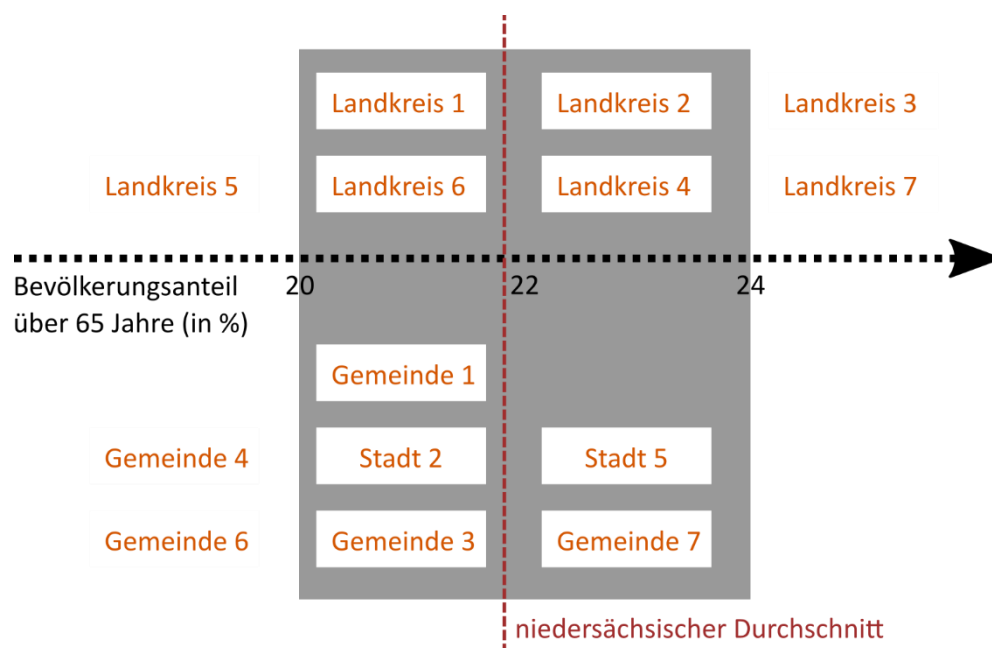 Landkreis 1 Landkreis 2 Landkreis 3
Landkreis 5 Landkreis 6 Landkreis 4 Landkreis 7
Bevölkerungsanteil 20 22 24
über 65 Jahre (in %)
Gemeinde 1
Gemeinde 4 Stadt 2 Stadt 5
Gemeinde 6 Gemeinde 3 Gemeinde 7
niedersächsischer Durchschnitt